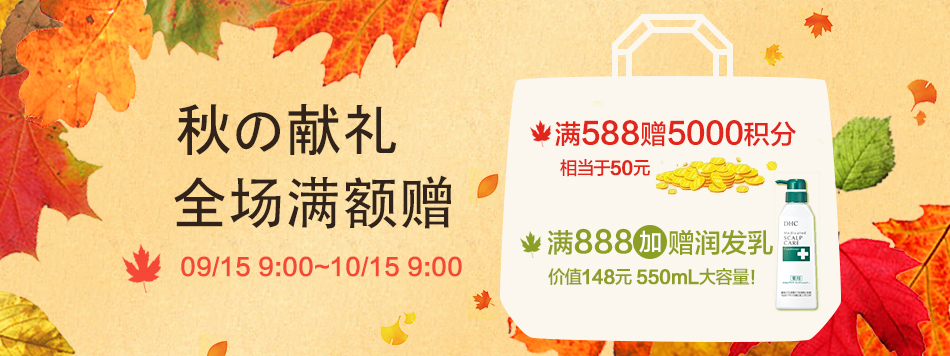 秋の献礼
全场满额赠
09/15 9:00~10/15 9:00
满588赠5000积分
相当于50元
满888加赠润发乳
价值148元 550mL大容量!
DHC
medicated
SCALP
CARE